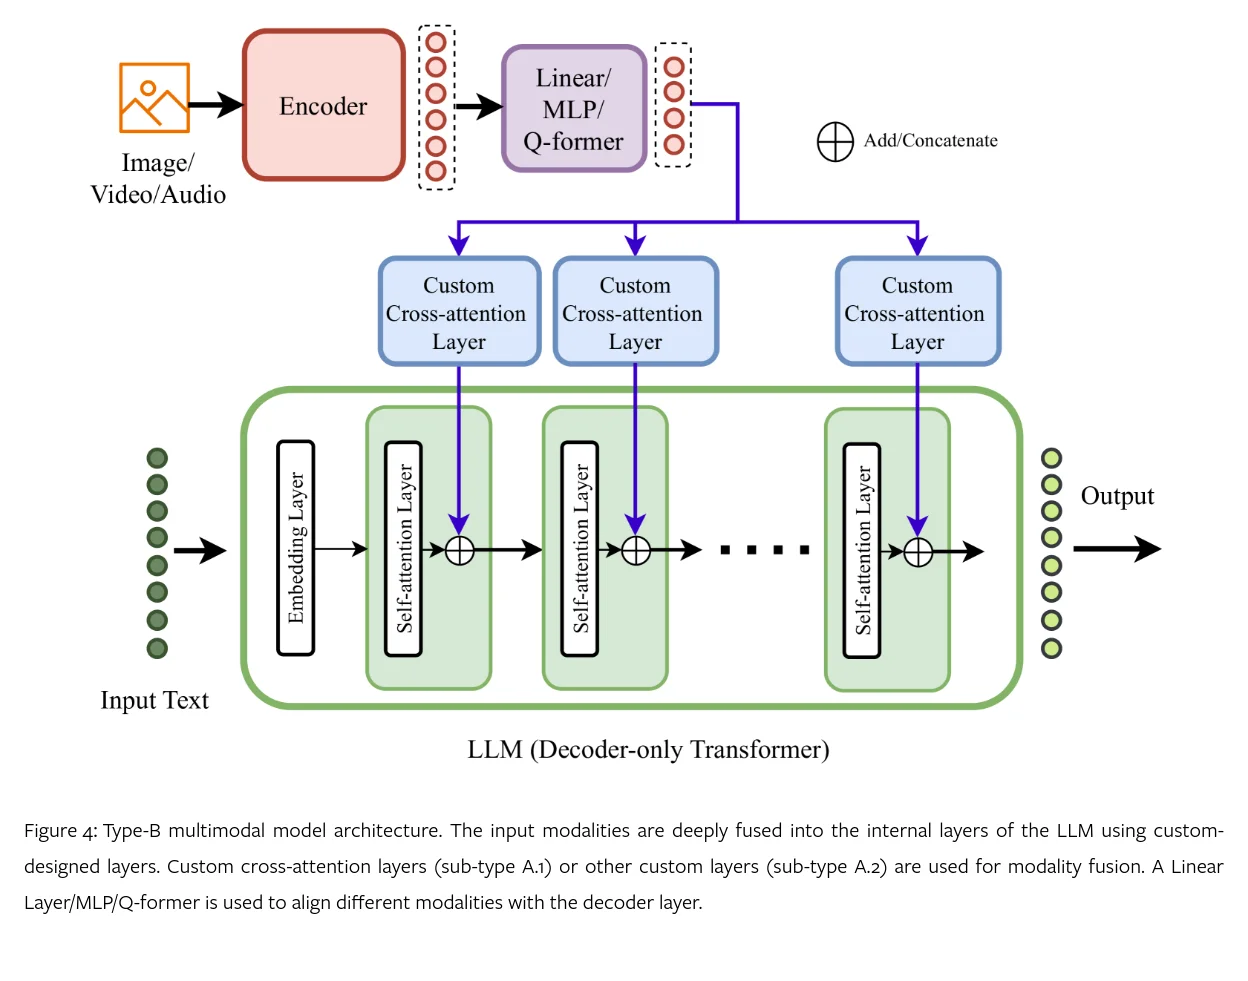 Image/
Video/Audio
Encoder
Linear/
MLP/
Q-former
Add/Concatenate
Custom
Cross-attention
Layer
Custom
Cross-attention
Layer
Custom
Cross-attention
Layer
Input Text
Embedding Layer
Self-attention Layer
Self-attention Layer
Self-attention Layer
Output
LLM (Decoder-only Transformer)
Figure 4: Type-B multimodal model architecture. The input modalities are deeply fused into the internal layers of the LLM using custom-
designed layers. Custom cross-attention layers (sub-type A.1) or other custom layers (sub-type A.2) are used for modality fusion. A Linear
Layer/MLP/Q-former is used to align different modalities with the decoder layer.